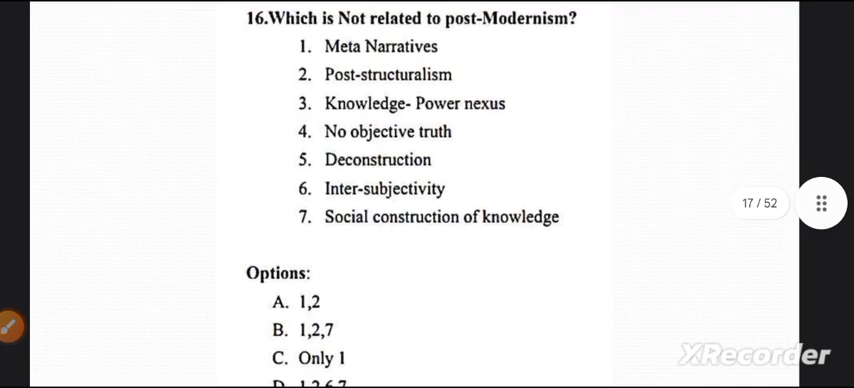 16.Which is Not related to post-Modernism?
1. Meta Narratives
2. Post-structuralism
3. Knowledge- Power nexus
4. No objective truth
5. Deconstruction
6. Inter-subjectivity
7. Social construction of knowledge
17 / 52
Options:
A. 1,2
B. 1,2,7
C. Only 1
XRecorder